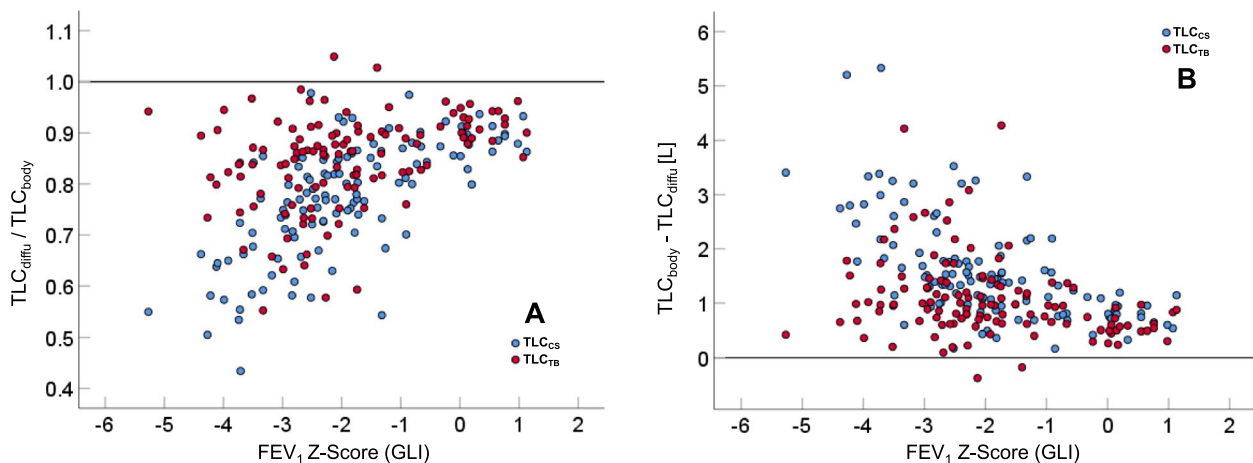 1.1
1.0
0.9
0.8
0.7
0.6
0.5
0.4
TLCdiffu / TLCbody
-6 -5 -4 -3 -2 -1 0 1 2
FEV1 Z-Score (GLI)
A
TLCCS
TLCTB
6
5
4
3
2
1
0
TLCbody - TLCdiffu [L]
-6 -5 -4 -3 -2 -1 0 1 2
FEV1 Z-Score (GLI)
TLCCS
TLCTB
B